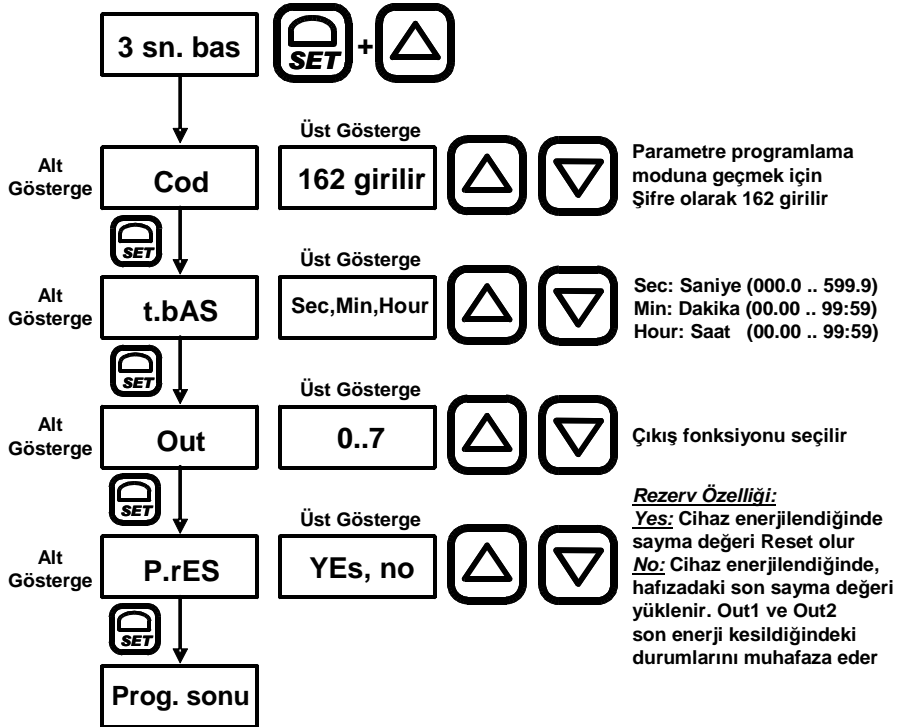 3 sn. bas
SET
+
Üst Gösterge
Alt
Gösterge
Cod
162 girilir
Parametre programlama
moduna geçmek için
Şifre olarak 162 girilir
SET
Üst Gösterge
Alt
Gösterge
t.bAS
Sec,Min,Hour
Sec: Saniye (000.0 .. 599.9)
Min: Dakika (00.00 .. 99:59)
Hour: Saat (00.00 .. 99:59)
SET
Üst Gösterge
Alt
Gösterge
Out
0..7
Çıkış fonksiyonu seçilir
SET
Üst Gösterge
Alt
Gösterge
P.rES
YEs, no
Rezerv Özelliği:
Yes: Cihaz enerjilendiğinde
sayma değeri Reset olur
No: Cihaz enerjilendiğinde,
hafızadaki son sayma değeri
yüklenir. Out1 ve Out2
son enerji kesildiğindeki
durumlarını muhafaza eder
SET
Prog. sonu